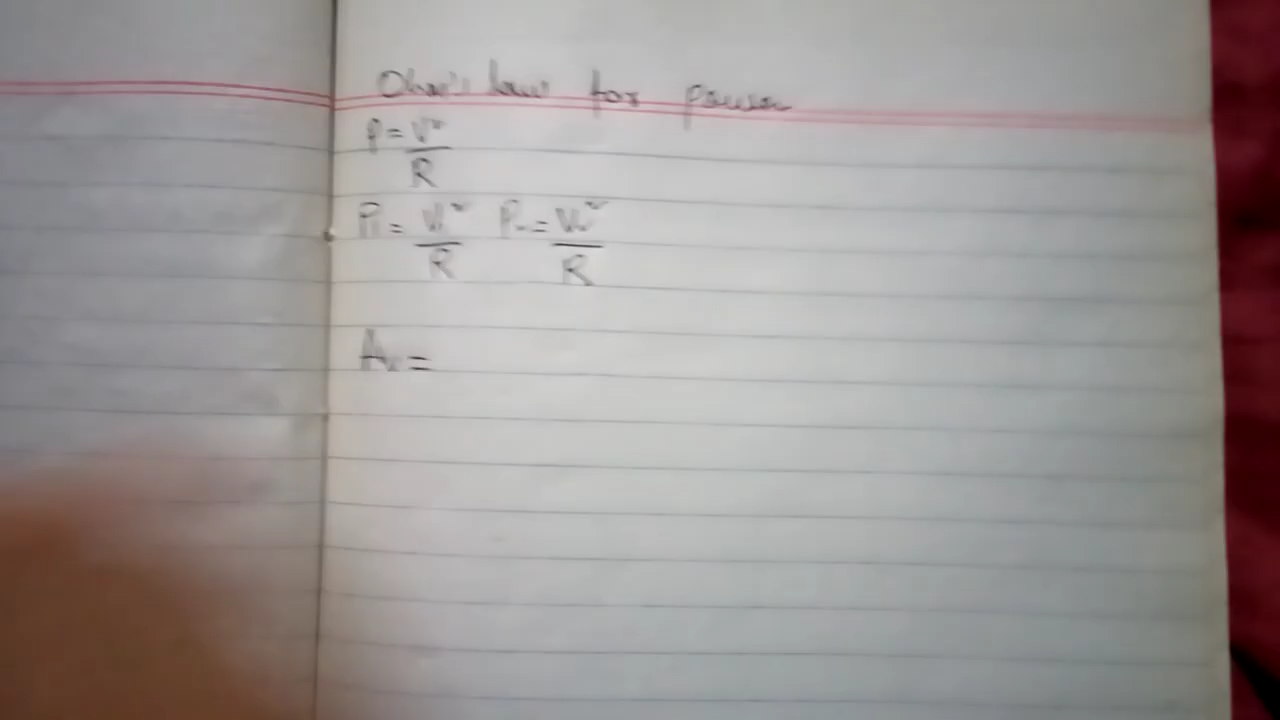 Ohm's law for power
P = V²/R
P₁ = V₁²/R P₂ = V₂²/R
Av =